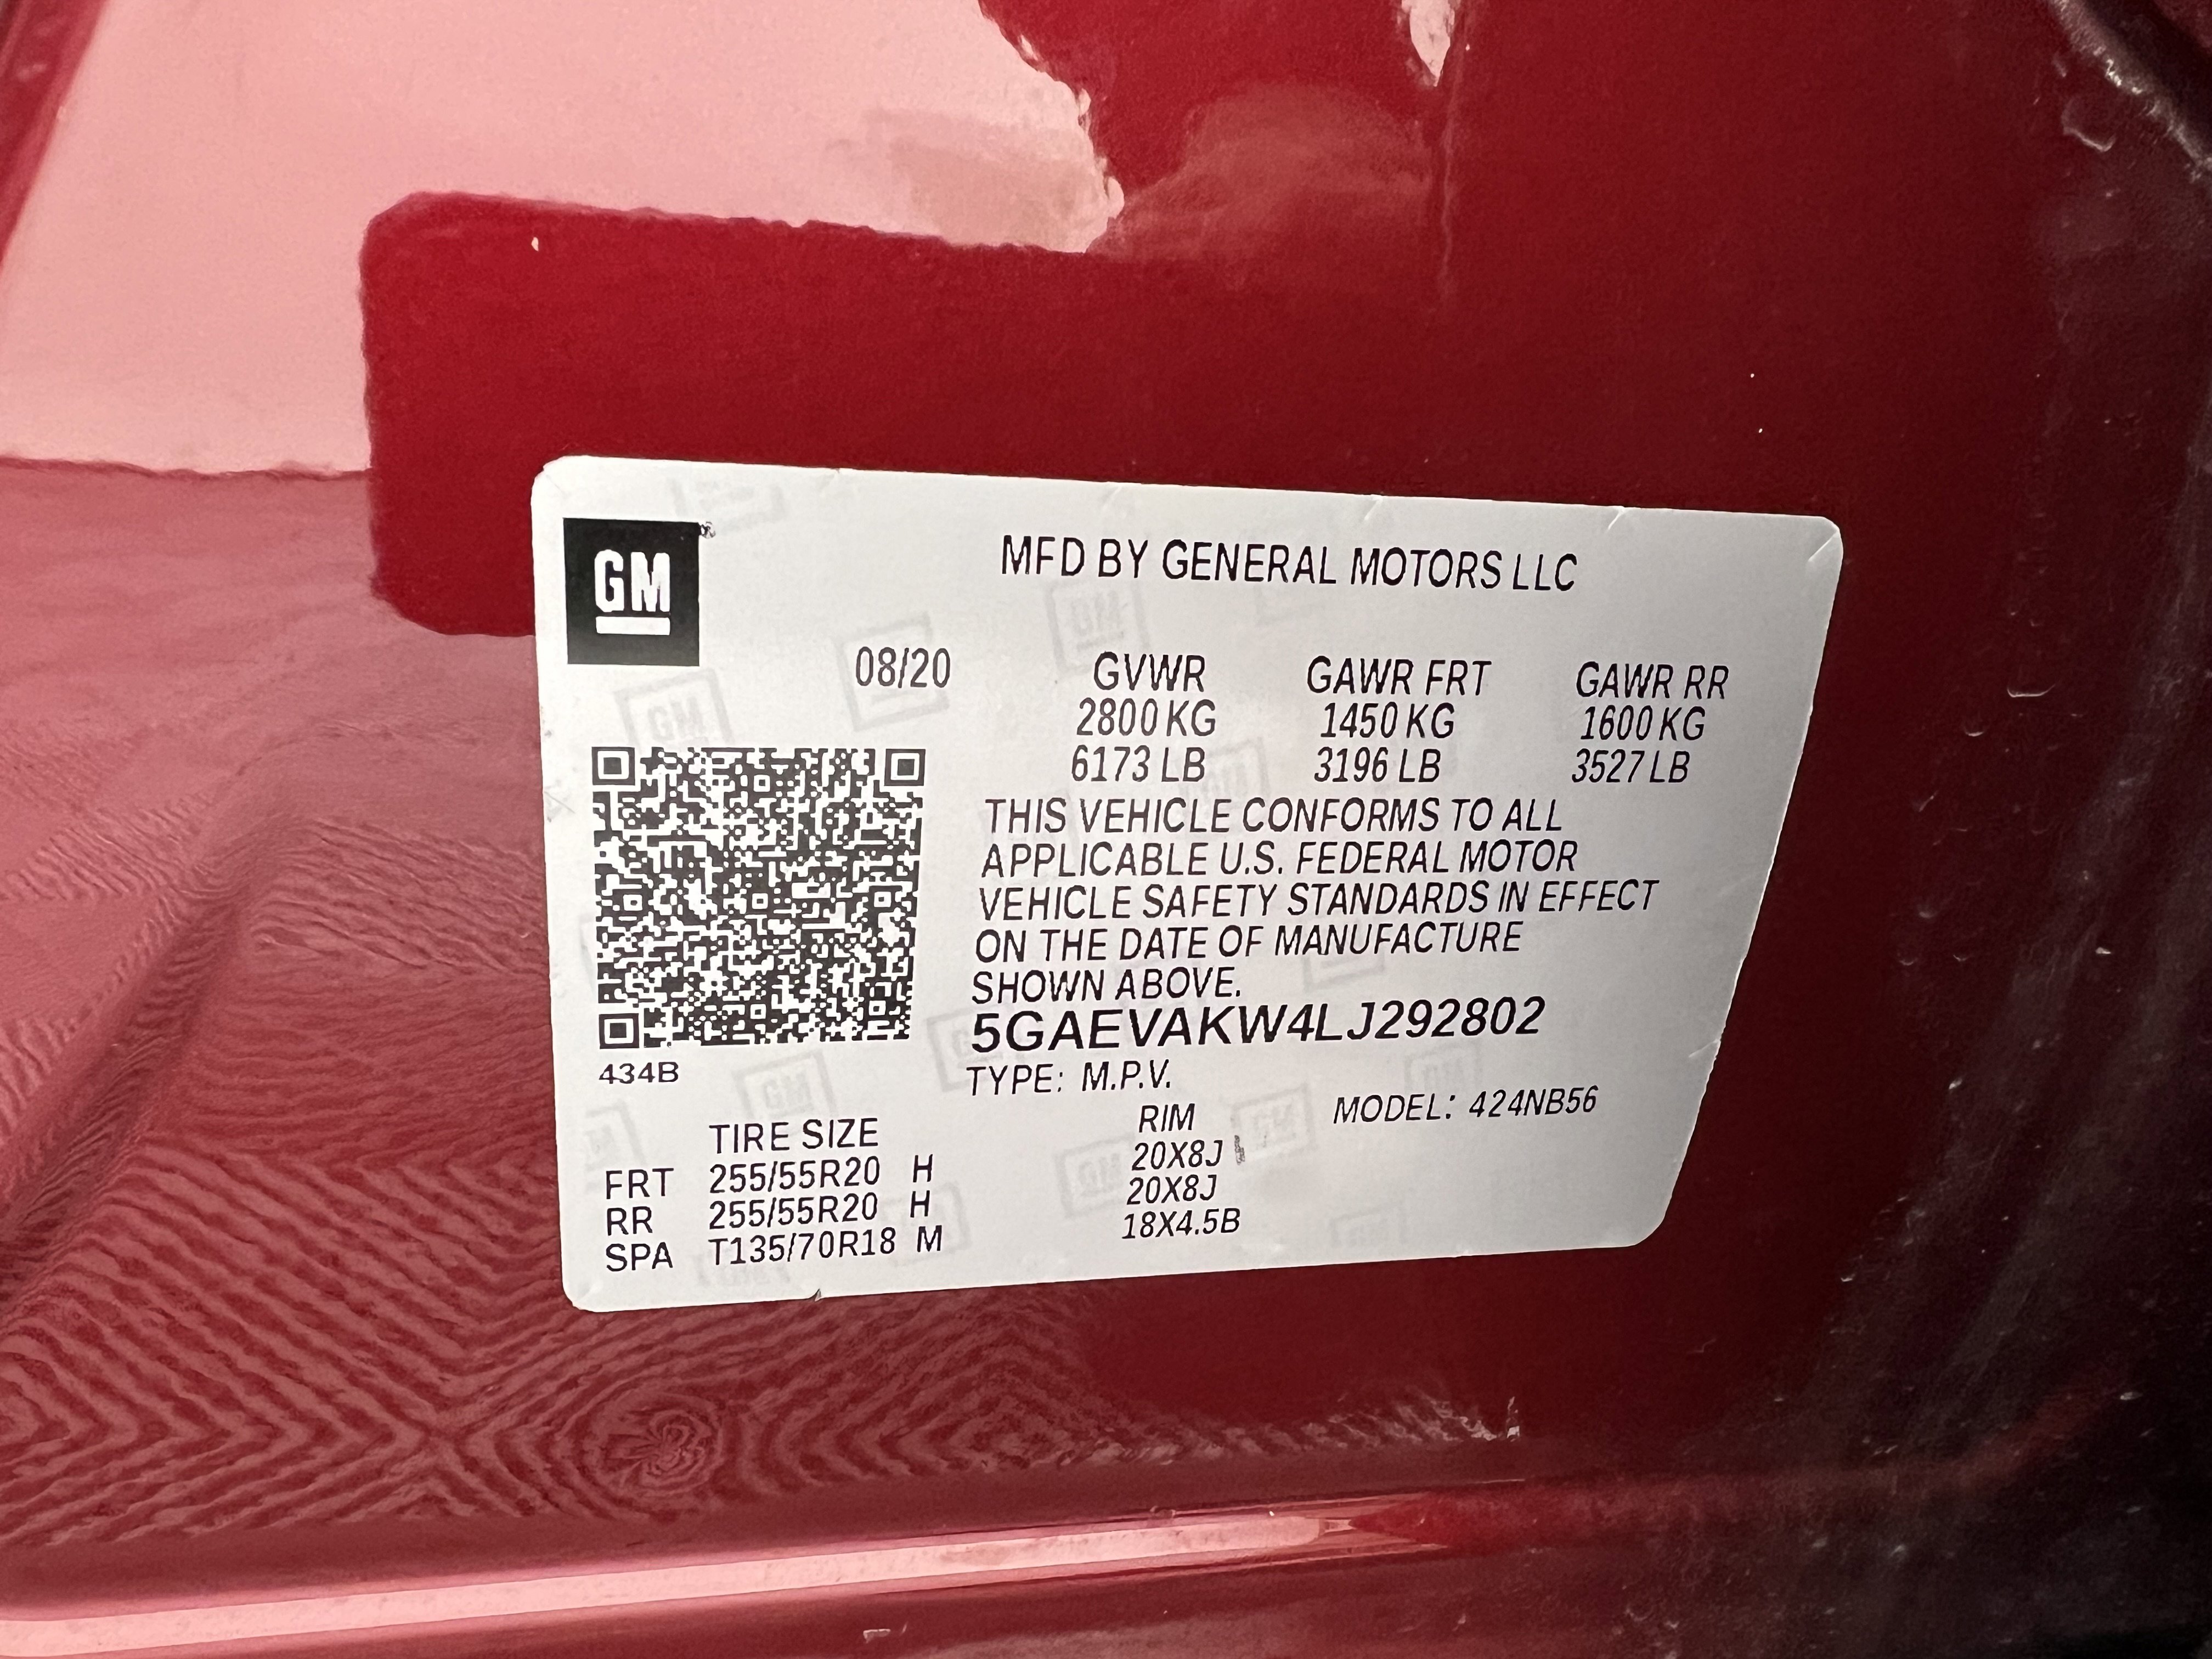 GM
MFD BY GENERAL MOTORS LLC
08/20 GVWR GAWR FRT GAWR RR
2800 KG 1450 KG 1600 KG
6173 LB 3196 LB 3527 LB
THIS VEHICLE CONFORMS TO ALL
APPLICABLE U.S. FEDERAL MOTOR
VEHICLE SAFETY STANDARDS IN EFFECT
ON THE DATE OF MANUFACTURE
SHOWN ABOVE.
5GAEVAKW4LJ292802
434B
TYPE: M.P.V.
MODEL: 424NB56
TIRE SIZE RIM
FRT 255/55R20 H 20X8J
RR 255/55R20 H 20X8J
SPA T135/70R18 M 18X4.5B